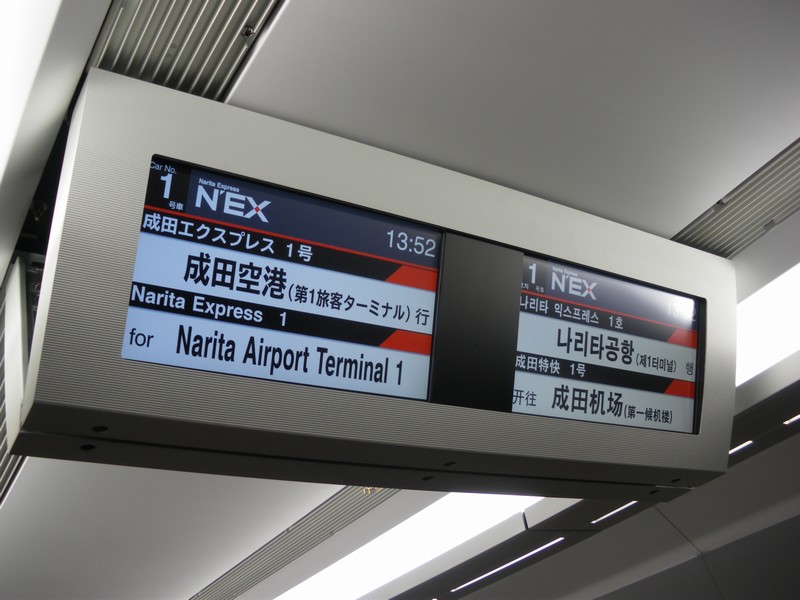 Car No.
1
号車
Narita Express
N'EX
13:52
成田エクスプレス 1号
成田空港(第1旅客ターミナル)行
Narita Express 1
for Narita Airport Terminal 1
1
Narita Express
N'EX
나리타 익스프레스 1호
나리타공항(제1터미널) 행
成田特快 1号
开往 成田机场(第一候机楼)